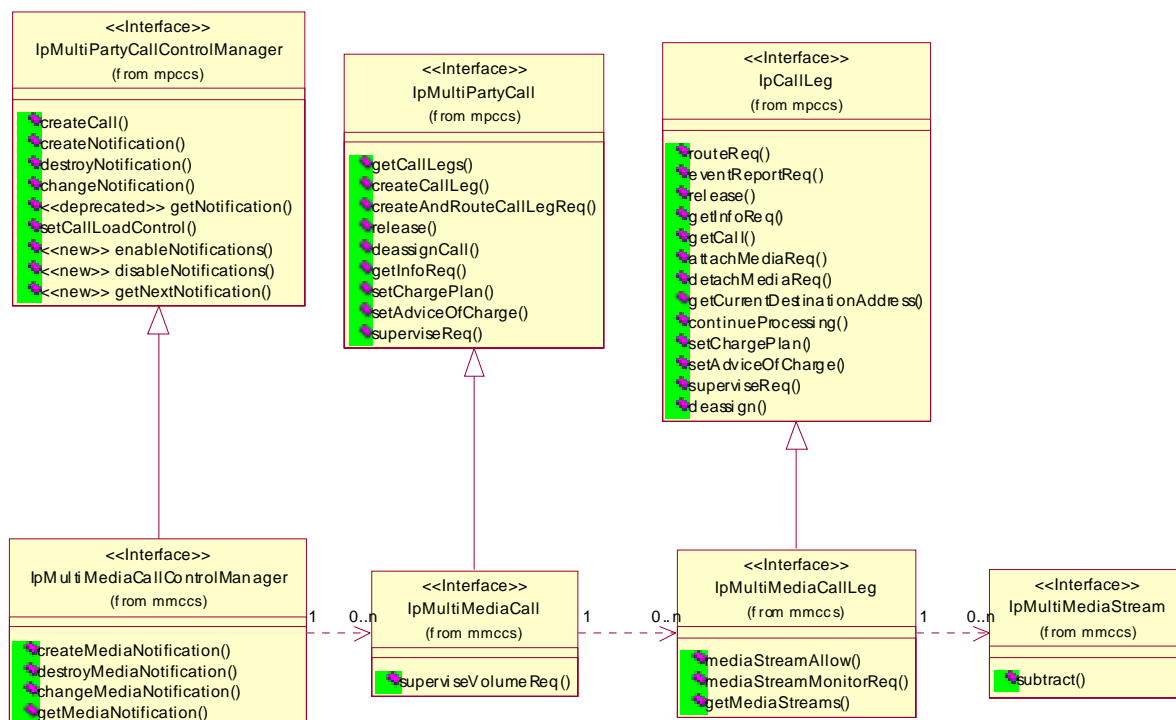 <<Interface>>
IpMultiPartyCallControlManager
(from mpccs)
createCall()
createNotification()
destroyNotification()
changeNotification()
<<deprecated>> getNotification()
setCallLoadControl()
<<new>> enableNotifications()
<<new>> disableNotifications()
<<new>> getNextNotification()
<<Interface>>
IpMultiPartyCall
(from mpccs)
getCallLegs()
createCallLeg()
createAndRouteCallLegReq()
release()
deassignCall()
getInfoReq()
setChargePlan()
setAdviceOfCharge()
superviseReq()
<<Interface>>
IpCallLeg
(from mpccs)
routeReq()
eventReportReq()
release()
getInfoReq()
getCall()
attachMediaReq()
detachMediaReq()
getCurrentDestinationAddress()
continueProcessing()
setChargePlan()
setAdviceOfCharge()
superviseReq()
deassign()
<<Interface>>
IpMultiMediaCallControlManager
(from mmccs)
createMediaNotification()
destroyMediaNotification()
changeMediaNotification()
getMediaNotification()
1
0..n
<<Interface>>
IpMultiMediaCall
(from mmccs)
superviseVolumeReq()
1
0..n
<<Interface>>
IpMultiMediaCallLeg
(from mmccs)
mediaStreamAllow()
mediaStreamMonitorReq()
getMediaStreams()
1
0..n
<<Interface>>
IpMultiMediaStream
(from mmccs)
subtract()